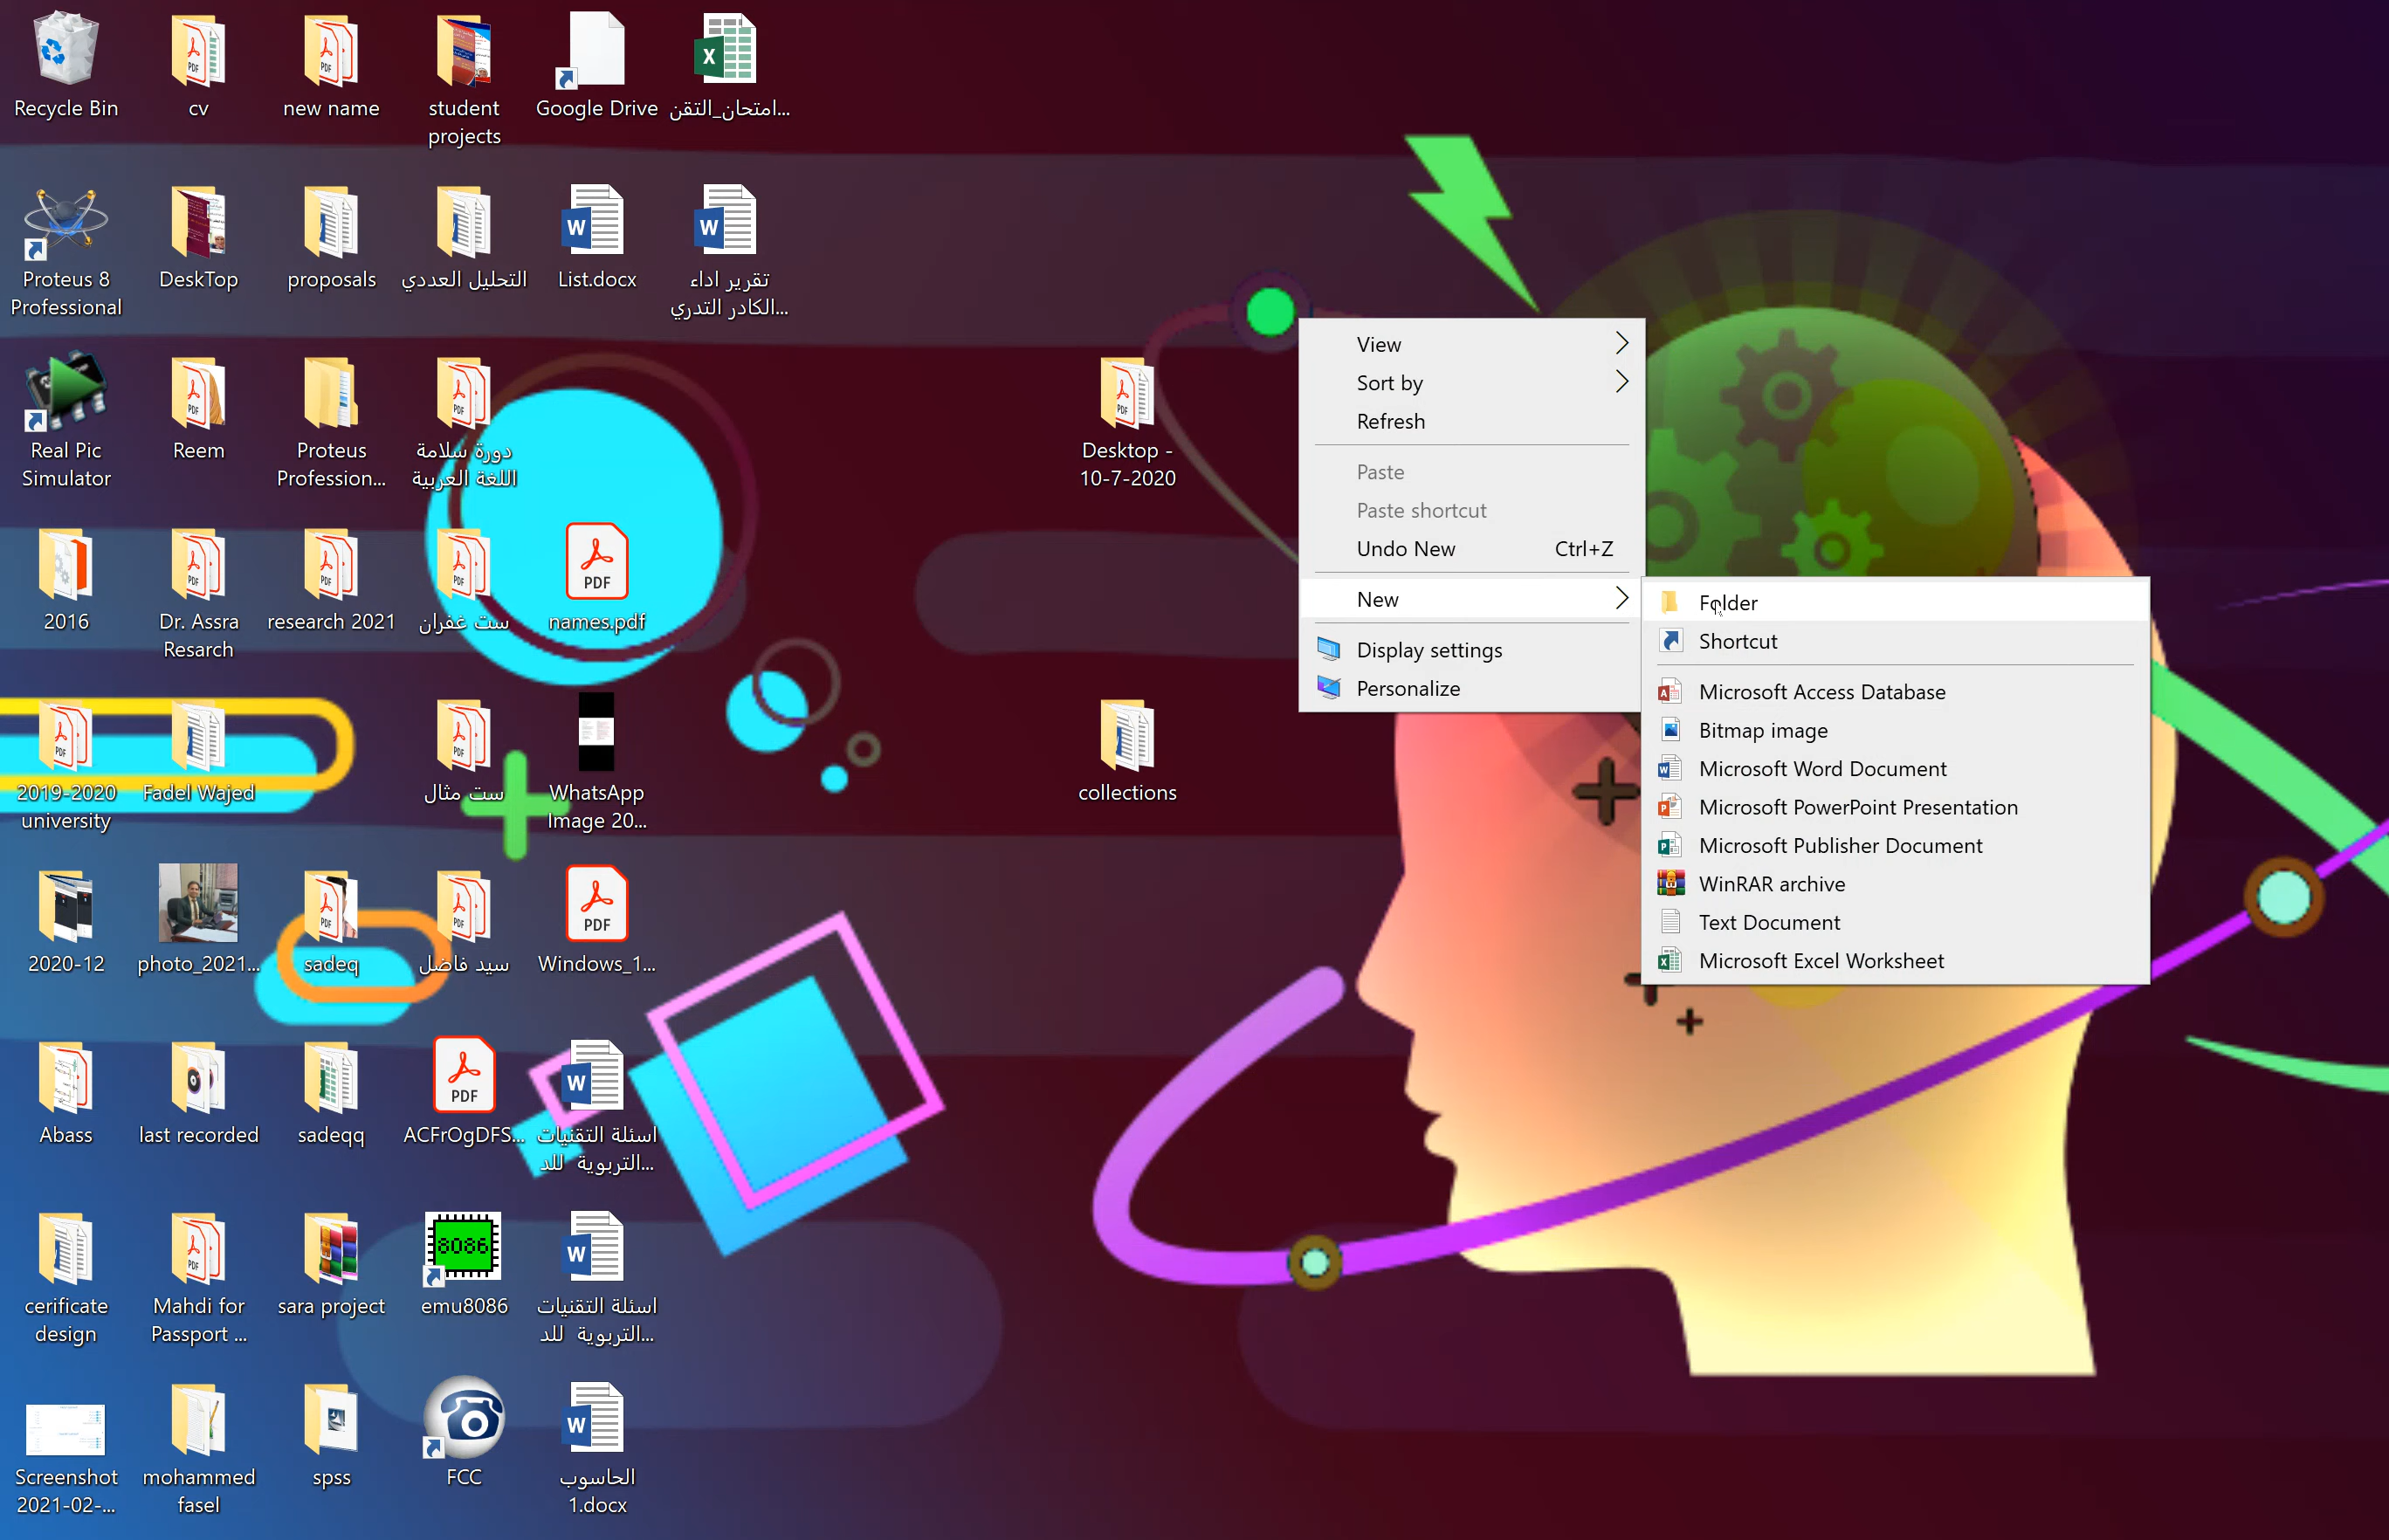 Recycle Bin
cv
new name
student
projects
Google Drive
امتحان_التقن...
Proteus 8
Professional
DeskTop
proposals
التحليل العددي
List.docx
تقرير اداء
الكادر التدري...
Real Pic
Simulator
Reem
Proteus
Profession...
دورة سلامة
اللغة العربية
Desktop -
10-7-2020
2016
Dr. Assra
Resarch
research 2021
ست غفران
names.pdf
2019-2020
university
Fadel Wajed
ست مثال
WhatsApp
Image 20...
collections
2020-12
photo_2021...
sadeq
سيد فاضل
Windows_1...
Abass
last recorded
sadeqq
ACFrOgDFS...
اسئلة التقنيات
التربوية للد...
cerificate
design
Mahdi for
Passport ...
sara project
emu8086
اسئلة التقنيات
التربوية للد...
Screenshot
2021-02-...
mohammed
fasel
spss
FCC
الحاسوب
1.docx
PDF
PDF
PDF
8086
View
Sort by
Refresh
Paste
Paste shortcut
Undo New Ctrl+Z
New
Display settings
Personalize
Folder
Shortcut
Microsoft Access Database
Bitmap image
Microsoft Word Document
Microsoft PowerPoint Presentation
Microsoft Publisher Document
WinRAR archive
Text Document
Microsoft Excel Worksheet